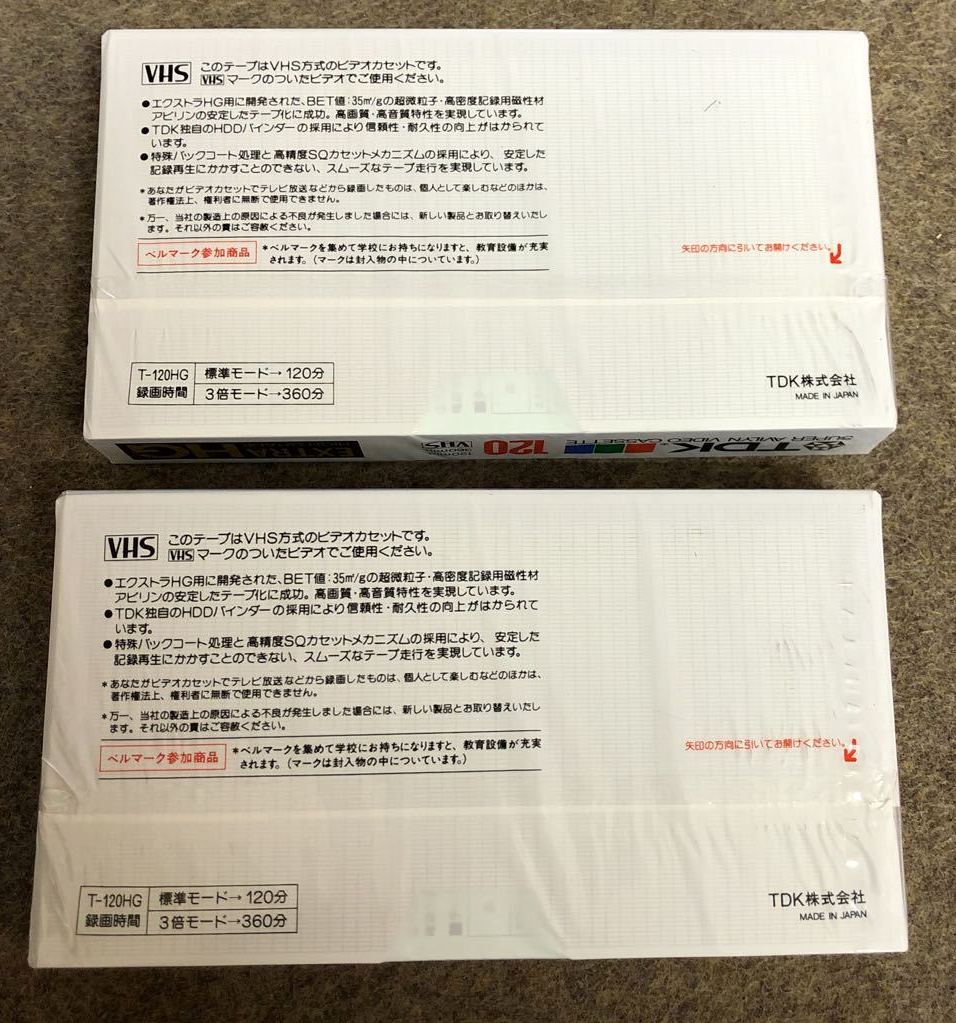 VHS このテープはVHS方式のビデオカセットです。
VHS マークのついたビデオでご使用ください。
●エクストラHG用に開発された、BET値:35㎡/gの超微粒子・高密度記録用磁性材
アビリンの安定したテープ化に成功。高画質・高音質特性を実現しています。
●TDK独自のHDDバインダーの採用により信頼性・耐久性の向上がはかられて
います。
●特殊バックコート処理と高精度SQカセットメカニズムの採用により、安定した
記録再生にかかすことのできない、スムーズなテープ走行を実現しています。
*あなたがビデオカセットでテレビ放送などから録画したものは、個人として楽しむなどのほかは、
著作権法上、権利者に無断で使用できません。
*万一、当社の製造上の原因による不良が発生しました場合には、新しい製品とお取り替えいたし
ます。それ以外の責はご容赦ください。
ベルマーク参加商品 *ベルマークを集めて学校にお持ちになりますと、教育設備が充実
されます。(マークは封入物の中についています。)
矢印の方向に引いてお開けください。
T-120HG 標準モード→120分
録画時間 3倍モード→360分
TDK株式会社
MADE IN JAPAN
TDK
SUPER AVILYN VIDEO CASSETTE
120
VHS
EXTRA HG
VHS このテープはVHS方式のビデオカセットです。
VHS マークのついたビデオでご使用ください。
●エクストラHG用に開発された、BET値:35㎡/gの超微粒子・高密度記録用磁性材
アビリンの安定したテープ化に成功。高画質・高音質特性を実現しています。
●TDK独自のHDDバインダーの採用により信頼性・耐久性の向上がはかられて
います。
●特殊バックコート処理と高精度SQカセットメカニズムの採用により、安定した
記録再生にかかすことのできない、スムーズなテープ走行を実現しています。
*あなたがビデオカセットでテレビ放送などから録画したものは、個人として楽しむなどのほかは、
著作権法上、権利者に無断で使用できません。
*万一、当社の製造上の原因による不良が発生しました場合には、新しい製品とお取り替えいたし
ます。それ以外の責はご容赦ください。
ベルマーク参加商品 *ベルマークを集めて学校にお持ちになりますと、教育設備が充実
されます。(マークは封入物の中についています。)
矢印の方向に引いてお開けください。
T-120HG 標準モード→120分
録画時間 3倍モード→360分
TDK株式会社
MADE IN JAPAN